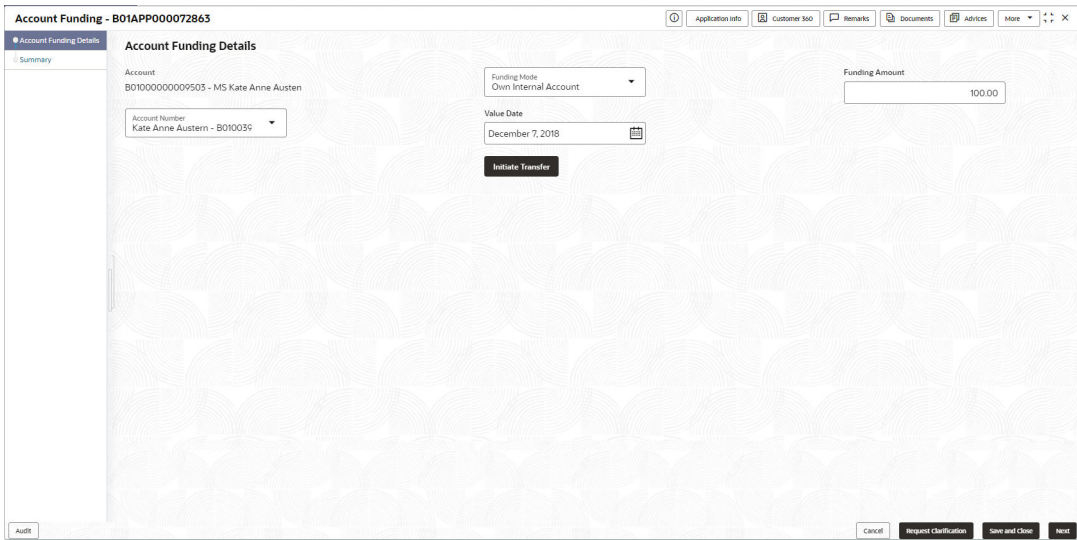 Account Funding - B01APP000072863
Application Info
Customer 360
Remarks
Documents
Advices
More
Account Funding Details
Summary
Account Funding Details
Account
B01000000009503 - MS Kate Anne Austen
Funding Mode
Own Internal Account
Funding Amount
100.00
Account Number
Kate Anne Austern - B010039
Value Date
December 7, 2018
Initiate Transfer
Audit
Cancel
Request Clarification
Save and Close
Next